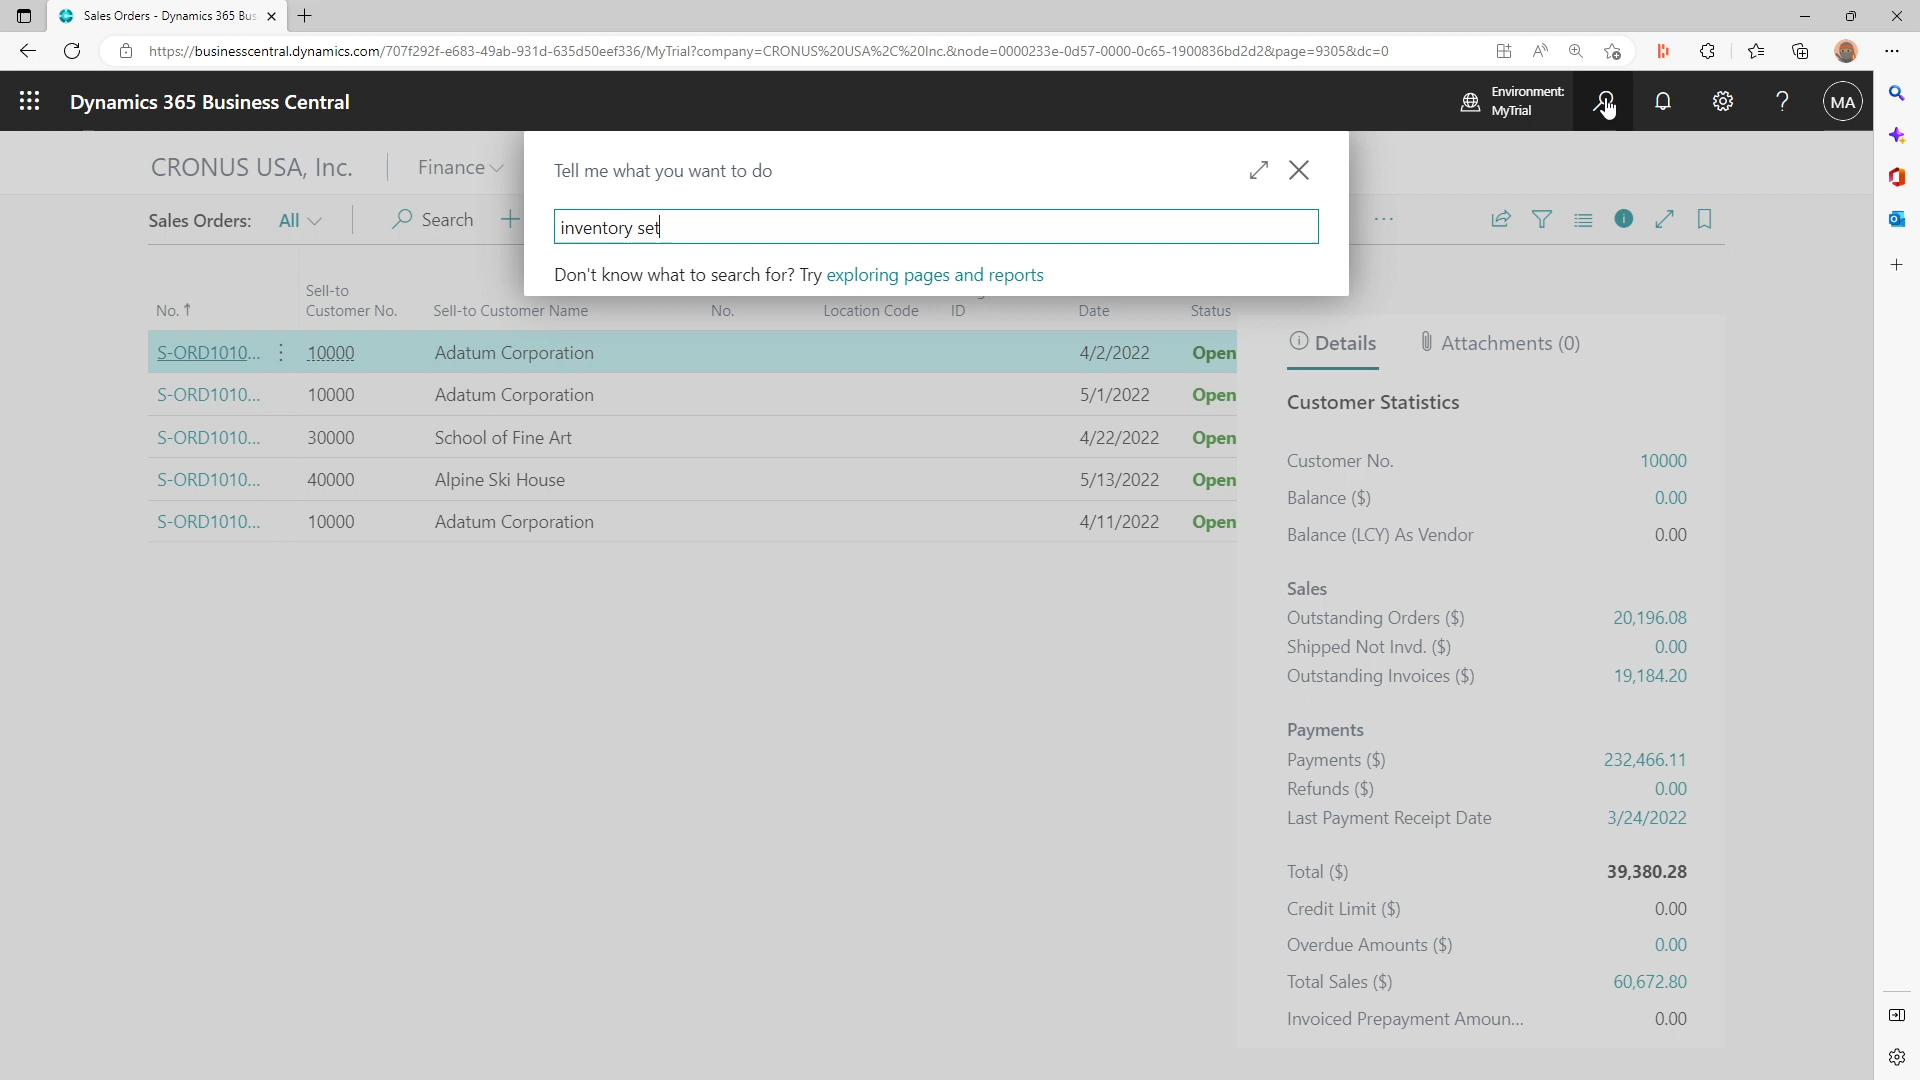 Sales Orders - Dynamics 365 Bus
https://businesscentral.dynamics.com/707f292f-e683-49ab-931d-635d50eef336/MyTrial?company=CRONUS%20USA%2C%20Inc.&node=0000233e-0d57-0000-0c65-1900836bd2d2&page=9305&dc=0
Dynamics 365 Business Central
Environment:
MyTrial
MA
CRONUS USA, Inc.
Finance
Tell me what you want to do
Sales Orders: All Search
inventory set
Don't know what to search for? Try exploring pages and reports
No. Sell-to Customer No. Sell-to Customer Name No. Location Code ID Date Status
S-ORD1010... 10000 Adatum Corporation 4/2/2022 Open
S-ORD1010... 10000 Adatum Corporation 5/1/2022 Open
S-ORD1010... 30000 School of Fine Art 4/22/2022 Open
S-ORD1010... 40000 Alpine Ski House 5/13/2022 Open
S-ORD1010... 10000 Adatum Corporation 4/11/2022 Open
Details Attachments (0)
Customer Statistics
Customer No. 10000
Balance ($) 0.00
Balance (LCY) As Vendor 0.00
Sales
Outstanding Orders ($) 20,196.08
Shipped Not Invd. ($) 0.00
Outstanding Invoices ($) 19,184.20
Payments
Payments ($) 232,466.11
Refunds ($) 0.00
Last Payment Receipt Date 3/24/2022
Total ($) 39,380.28
Credit Limit ($) 0.00
Overdue Amounts ($) 0.00
Total Sales ($) 60,672.80
Invoiced Prepayment Amoun... 0.00